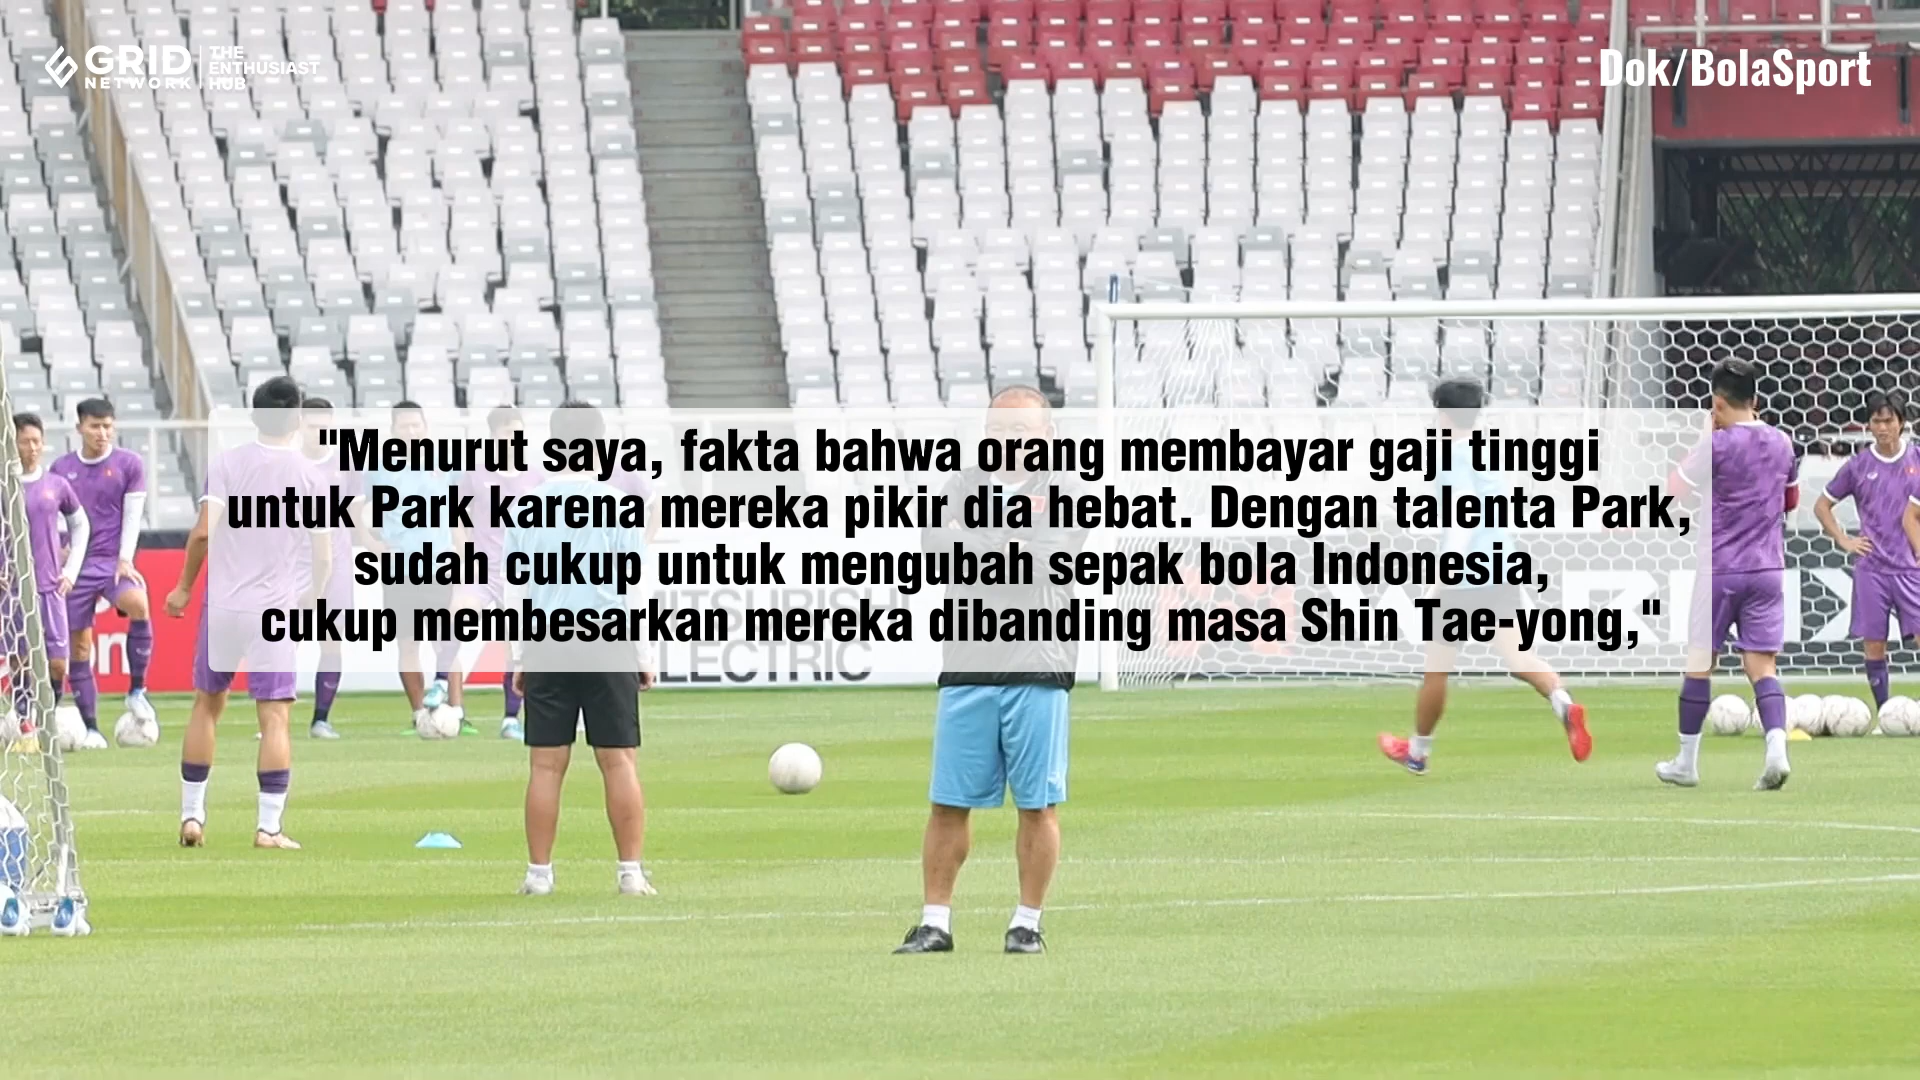 GRID NETWORK
THE ENTHUSIAST HUB
Dok/BolaSport
"Menurut saya, fakta bahwa orang membayar gaji tinggi
untuk Park karena mereka pikir dia hebat. Dengan talenta Park,
sudah cukup untuk mengubah sepak bola Indonesia,
cukup membesarkan mereka dibanding masa Shin Tae-yong,"
MITSUBISHI
ELECTRIC